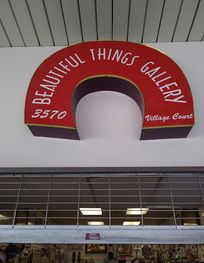 BEAUTIFUL THINGS GALLERY
3570 Village Court